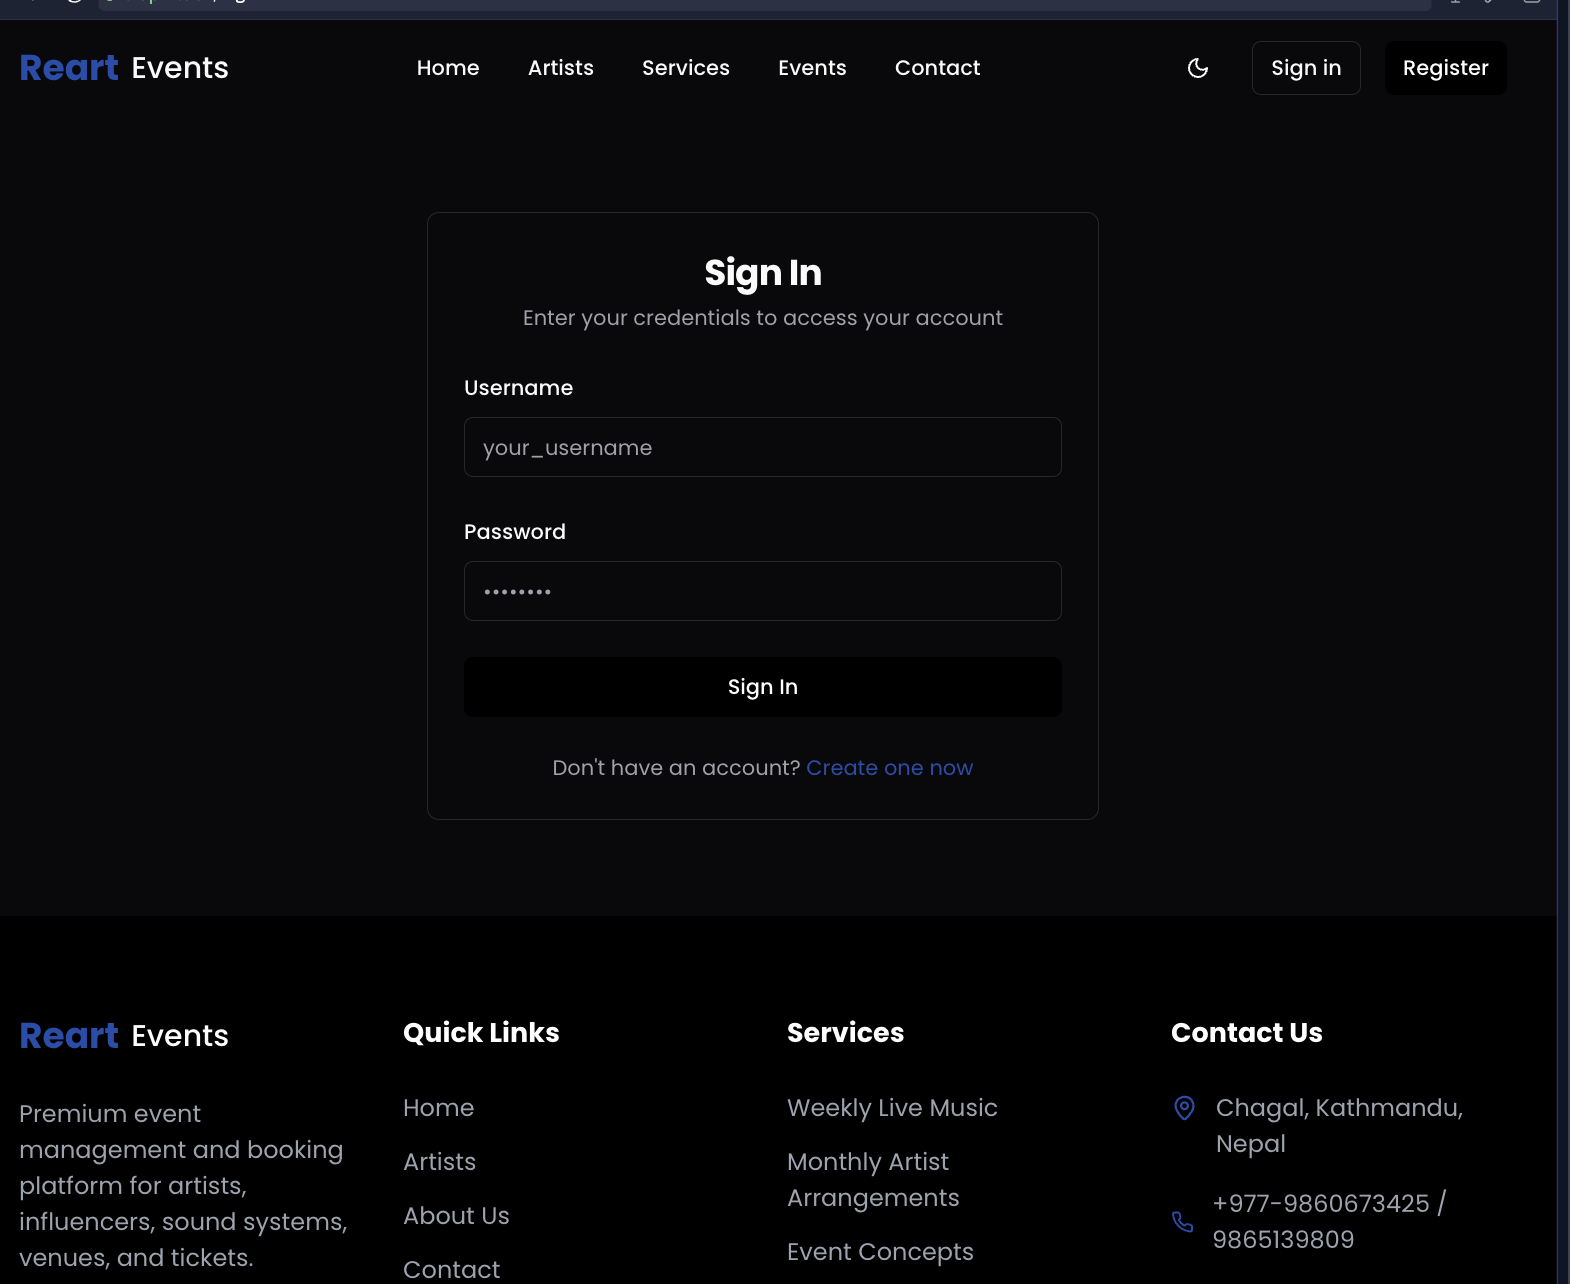 Reart Events
Home Artists Services Events Contact
Sign in
Register
Sign In
Enter your credentials to access your account
Username
your_username
Password
••••••••
Sign In
Don't have an account? Create one now
Reart Events
Premium event
management and booking
platform for artists,
influencers, sound systems,
venues, and tickets.
Quick Links
Home
Artists
About Us
Contact
Services
Weekly Live Music
Monthly Artist
Arrangements
Event Concepts
Contact Us
Chagal, Kathmandu,
Nepal
+977-9860673425 /
9865139809